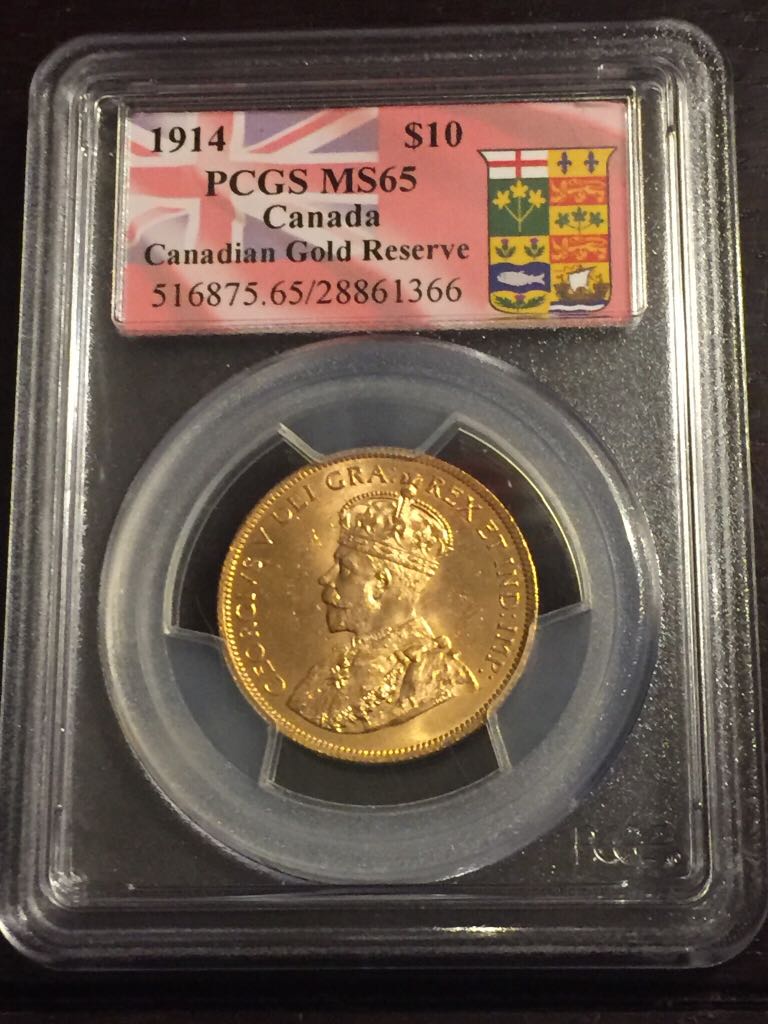 1914 $10
PCGS MS65
Canada
Canadian Gold Reserve
516875.65/28861366
GEORGIVS V DEI GRA: REX ET IND: IMP: